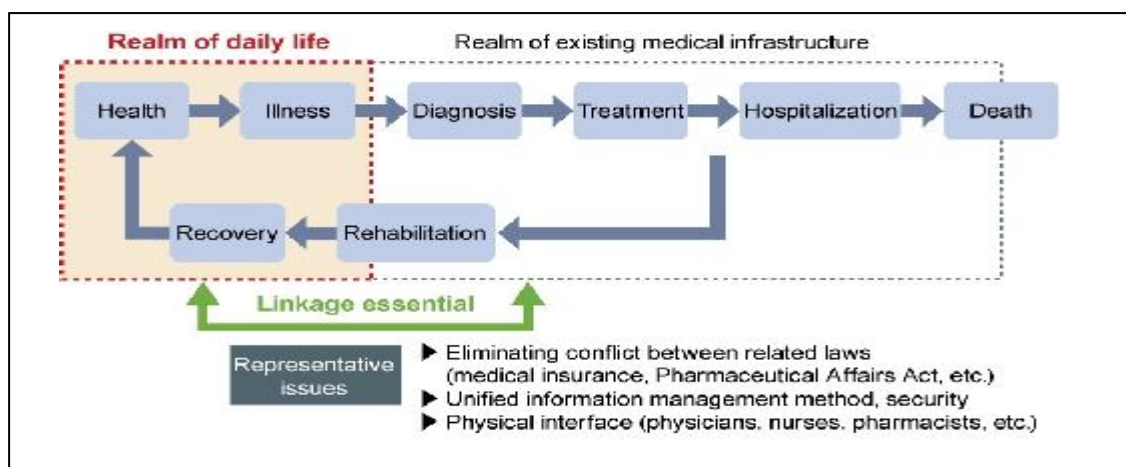 Realm of daily life
Realm of existing medical infrastructure
Health
Illness
Diagnosis
Treatment
Hospitalization
Death
Recovery
Rehabilitation
Linkage essential
Representative
issues
▶ Eliminating conflict between related laws
(medical insurance, Pharmaceutical Affairs Act, etc.)
▶ Unified information management method, security
▶ Physical interface (physicians, nurses, pharmacists, etc.)